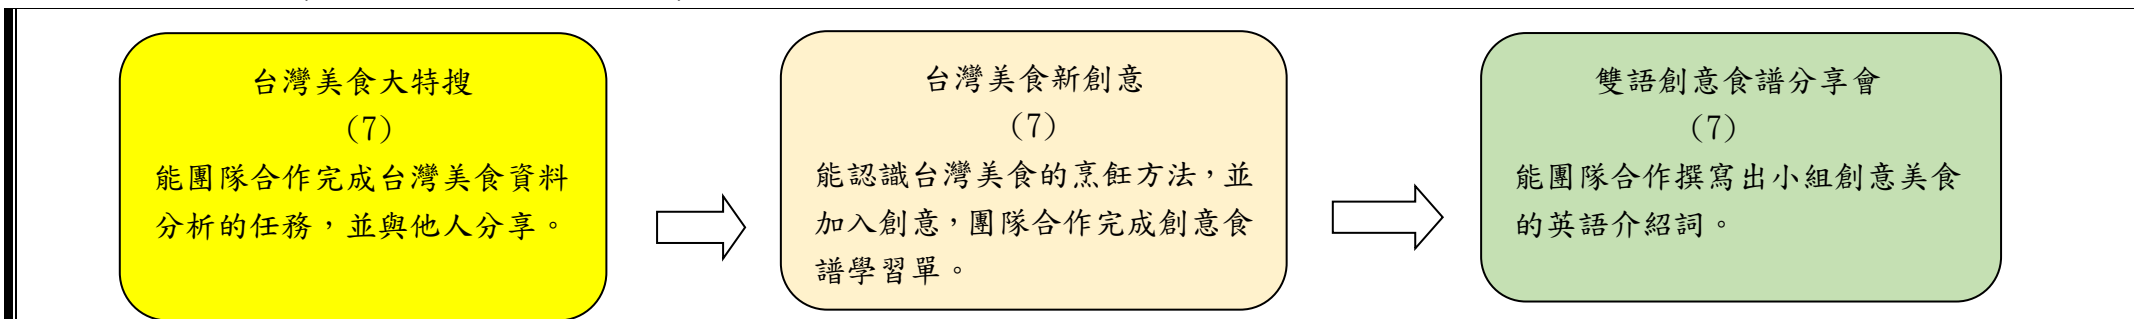 台灣美食大特搜
(7)
能團隊合作完成台灣美食資料
分析的任務，並與他人分享。
台灣美食新創意
(7)
能認識台灣美食的烹飪方法，並
加入創意，團隊合作完成創意食
譜學習單。
雙語創意食譜分享會
(7)
能團隊合作撰寫出小組創意美食
的英語介紹詞。